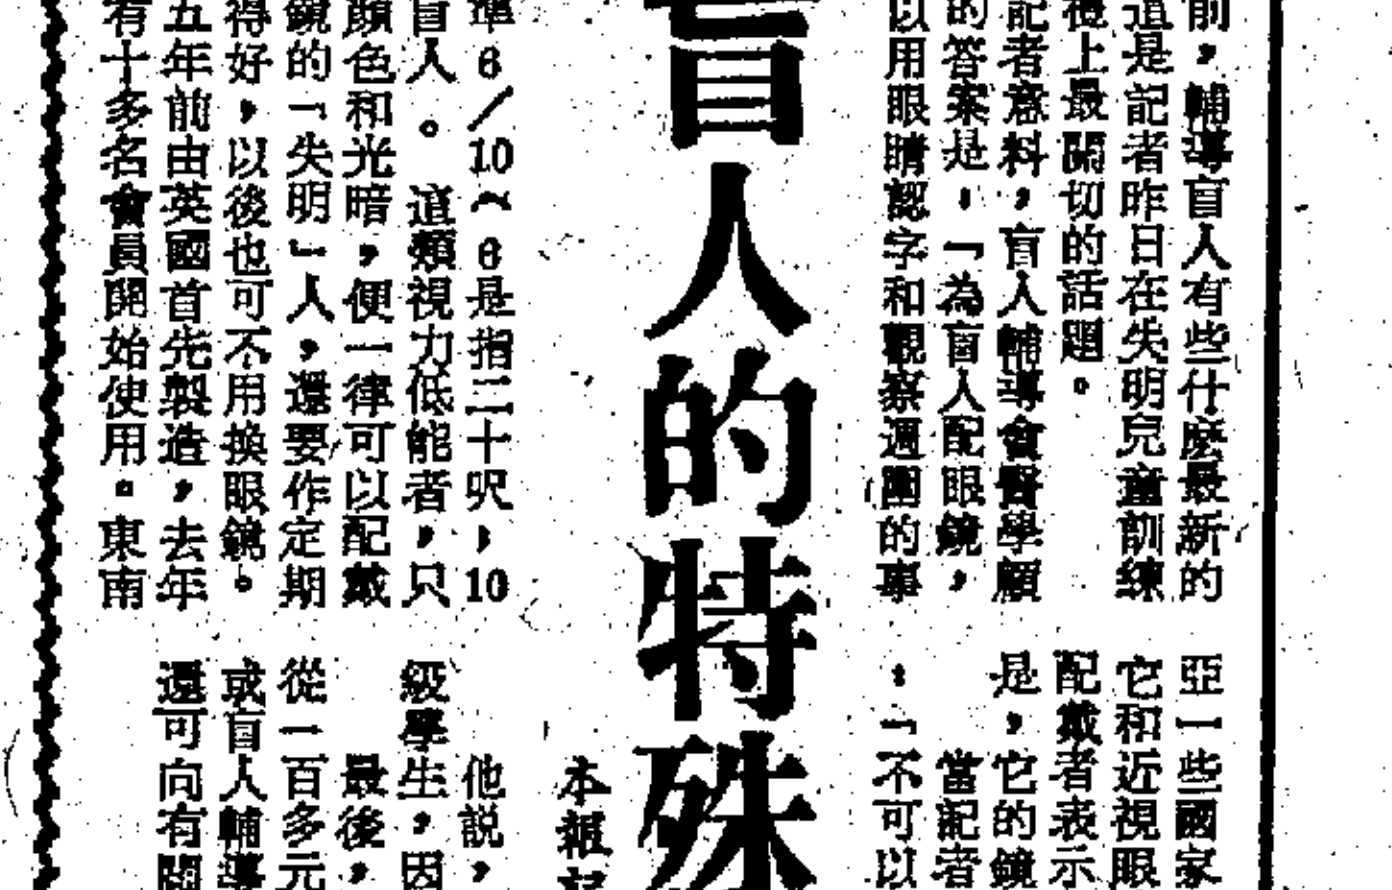 前，輔導盲人有些什麼最新的
道是記者昨日在失明兒童訓練
禮上最關切的話題。
記者意料，盲人輔導會醫學顧
的答案是，「為盲人配眼鏡，
以用眼睛認字和觀察週圍的事
盲人的特殊
本報記
準6／10～6是指二十呎，10
盲人。這類視力低能者，只
顏色和光暗，便一律可以配戴
鏡的「失明」人，還要作定期
得好，以後也可不用換眼鏡。
五年前由英國首先製造，去年
有十多名會員開始使用。東南
亞一些國家
它和近視眼
配戴者表示
是，它的鏡
當記者
：「不可以
他說，
級學生，因
最後，
從一百多元
或盲人輔導
還可向有關